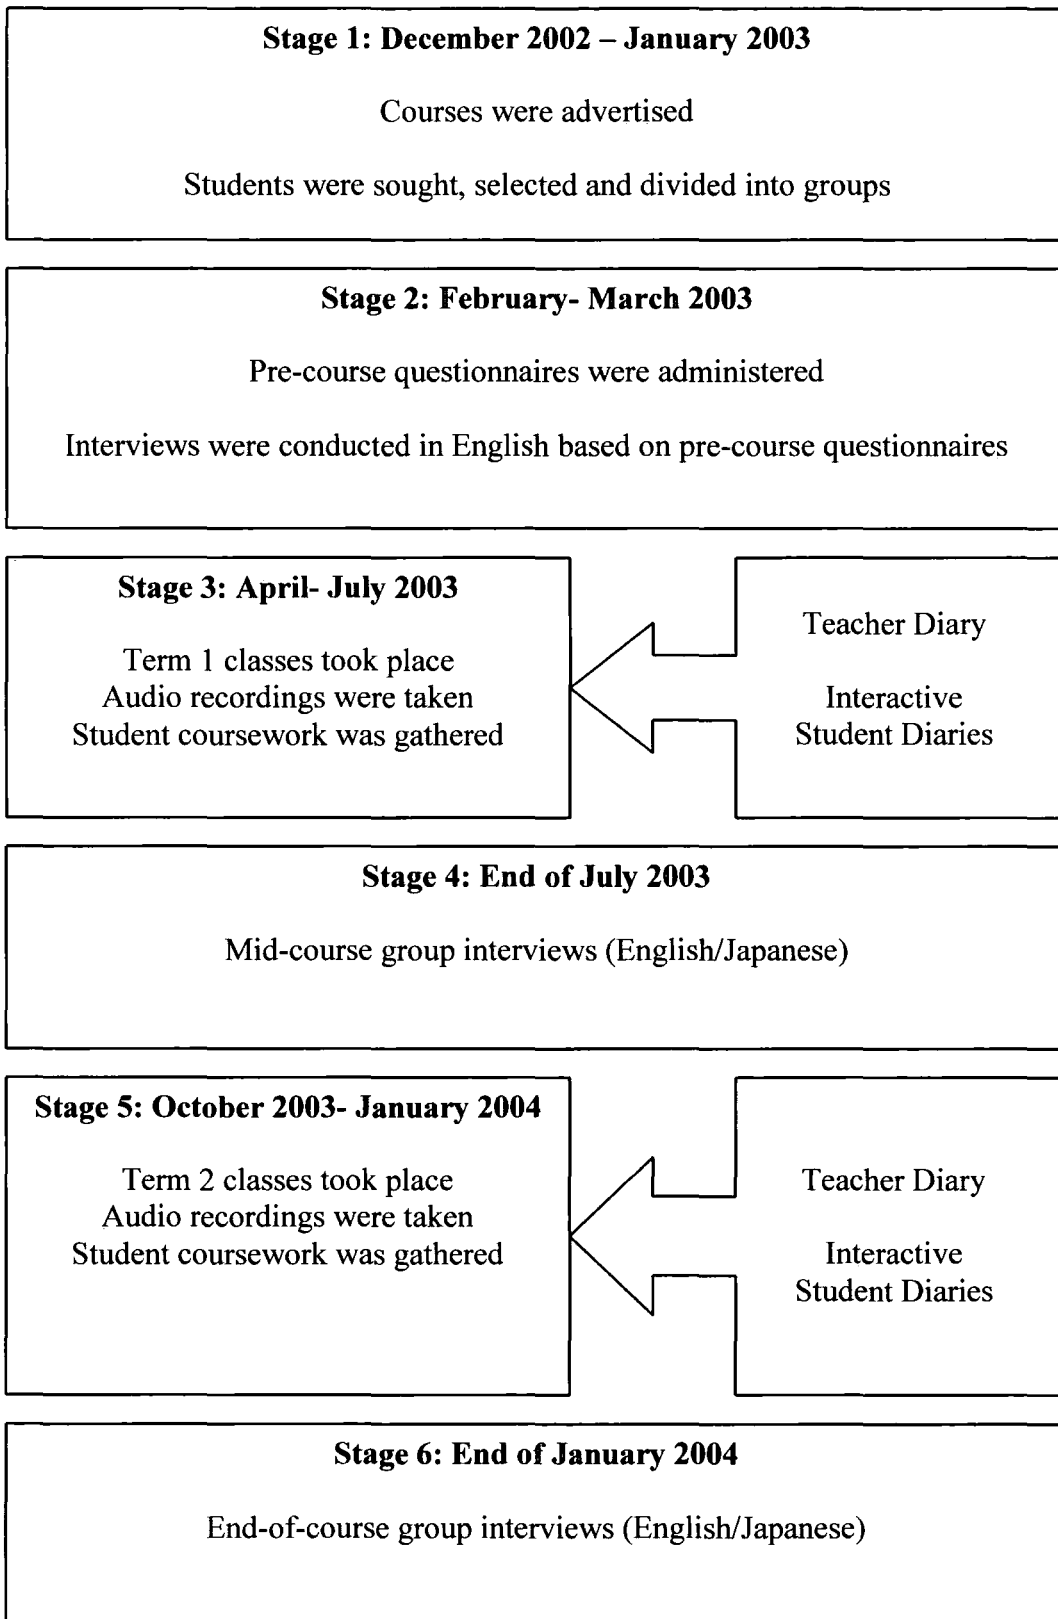 Stage 1: December 2002 – January 2003
Courses were advertised
Students were sought, selected and divided into groups
Stage 2: February- March 2003
Pre-course questionnaires were administered
Interviews were conducted in English based on pre-course questionnaires
Stage 3: April- July 2003
Term 1 classes took place
Audio recordings were taken
Student coursework was gathered
Teacher Diary
Interactive
Student Diaries
Stage 4: End of July 2003
Mid-course group interviews (English/Japanese)
Stage 5: October 2003- January 2004
Term 2 classes took place
Audio recordings were taken
Student coursework was gathered
Teacher Diary
Interactive
Student Diaries
Stage 6: End of January 2004
End-of-course group interviews (English/Japanese)